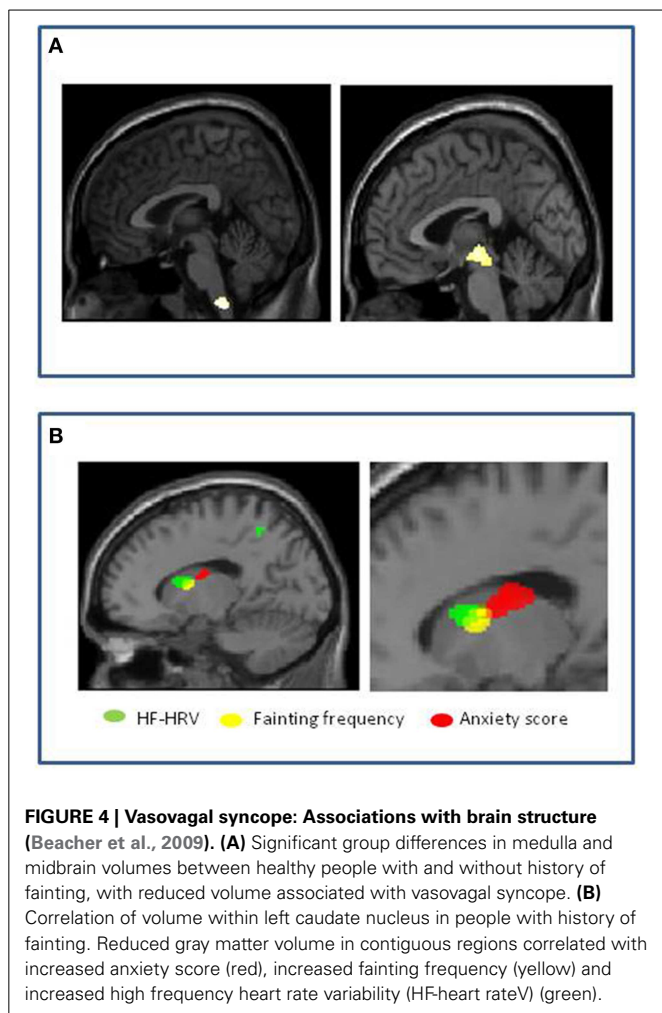 A
B
HF-HRV Fainting frequency Anxiety score
FIGURE 4 | Vasovagal syncope: Associations with brain structure
(Beacher et al., 2009). (A) Significant group differences in medulla and
midbrain volumes between healthy people with and without history of
fainting, with reduced volume associated with vasovagal syncope. (B)
Correlation of volume within left caudate nucleus in people with history of
fainting. Reduced gray matter volume in contiguous regions correlated with
increased anxiety score (red), increased fainting frequency (yellow) and
increased high frequency heart rate variability (HF-heart rateV) (green).